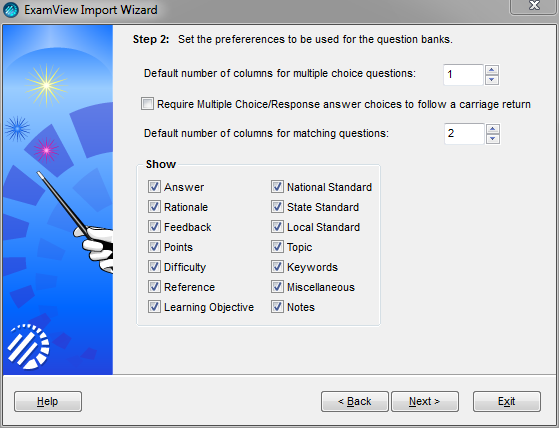 ExamView Import Wizard
Step 2: Set the prefererences to be used for the question banks.
Default number of columns for multiple choice questions: 1
Require Multiple Choice/Response answer choices to follow a carriage return
Default number of columns for matching questions: 2
Show
Answer National Standard
Rationale State Standard
Feedback Local Standard
Points Topic
Difficulty Keywords
Reference Miscellaneous
Learning Objective Notes
Help < Back Next > Exit